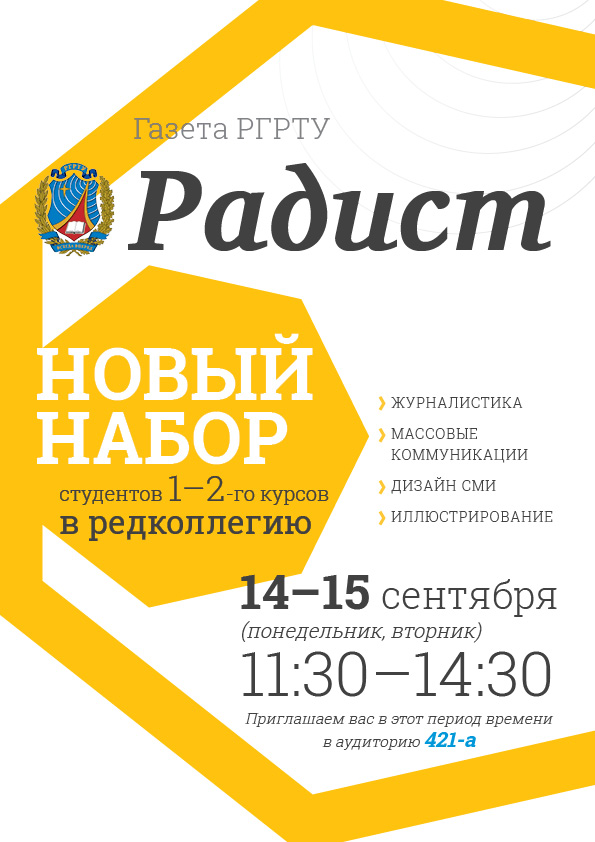 Газета РГРТУ
Радист
РГРТУ
НОВЫЙ
НАБОР
студентов 1–2-го курсов
в редколлегию
ЖУРНАЛИСТИКА
МАССОВЫЕ
КОММУНИКАЦИИ
ДИЗАЙН СМИ
ИЛЛЮСТРИРОВАНИЕ
14–15 сентября
(понедельник, вторник)
11:30–14:30
Приглашаем вас в этот период времени
в аудиторию 421-а